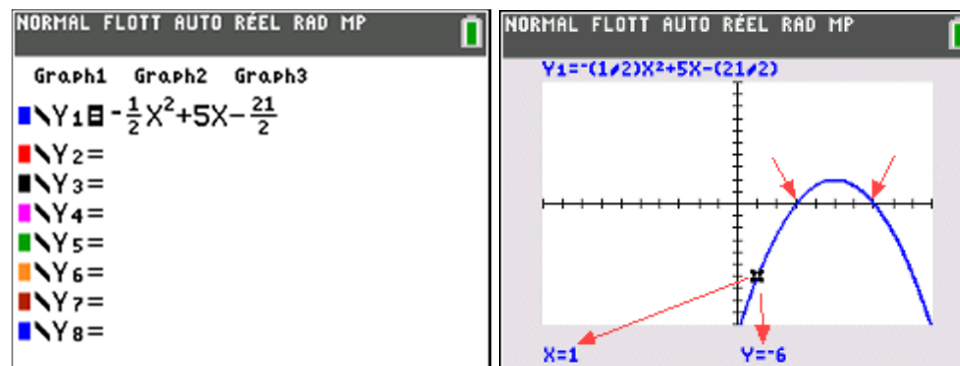 NORMAL FLOTT AUTO RÉEL RAD MP
Graph1 Graph2 Graph3
\Y1=-1/2X²+5X-21/2
\Y2=
\Y3=
\Y4=
\Y5=
\Y6=
\Y7=
\Y8=
NORMAL FLOTT AUTO RÉEL RAD MP
Y1=-(1/2)X²+5X-(21/2)
X=1 Y=-6